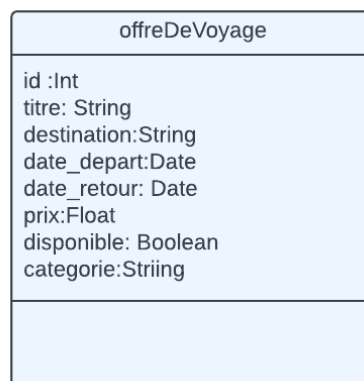 offreDeVoyage
id :Int
titre: String
destination:String
date_depart:Date
date_retour: Date
prix:Float
disponible: Boolean
categorie:Striing